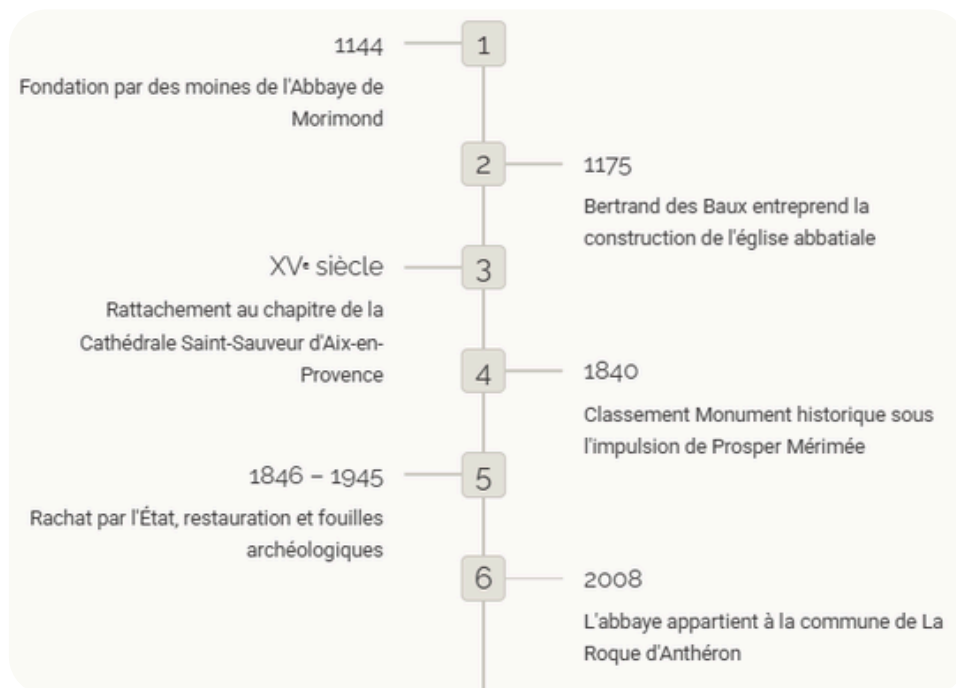 1144
1
Fondation par des moines de l'Abbaye de
Morimond
2
1175
Bertrand des Baux entreprend la
construction de l'église abbatiale
XVᵉ siècle
3
Rattachement au chapitre de la
Cathédrale Saint-Sauveur d'Aix-en-
Provence
4
1840
Classement Monument historique sous
l'impulsion de Prosper Mérimée
1846 – 1945
5
Rachat par l'État, restauration et fouilles
archéologiques
6
2008
L'abbaye appartient à la commune de La
Roque d'Anthéron